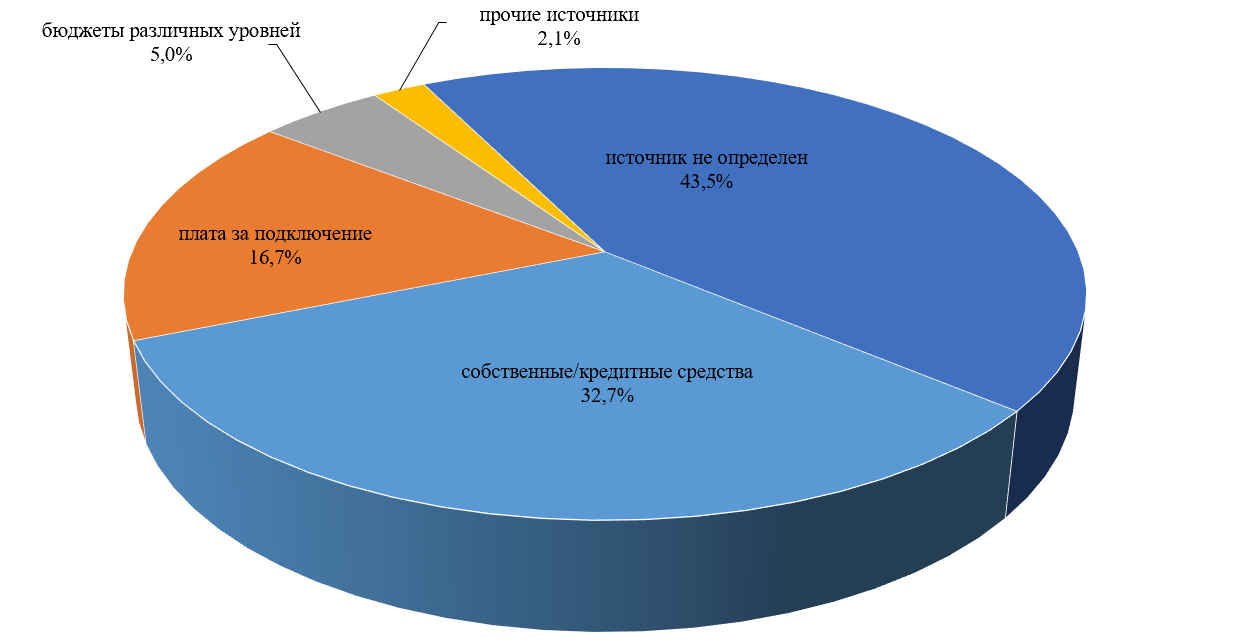 прочие источники
2,1%
бюджеты различных уровней
5,0%
источник не определен
43,5%
плата за подключение
16,7%
собственные/кредитные средства
32,7%